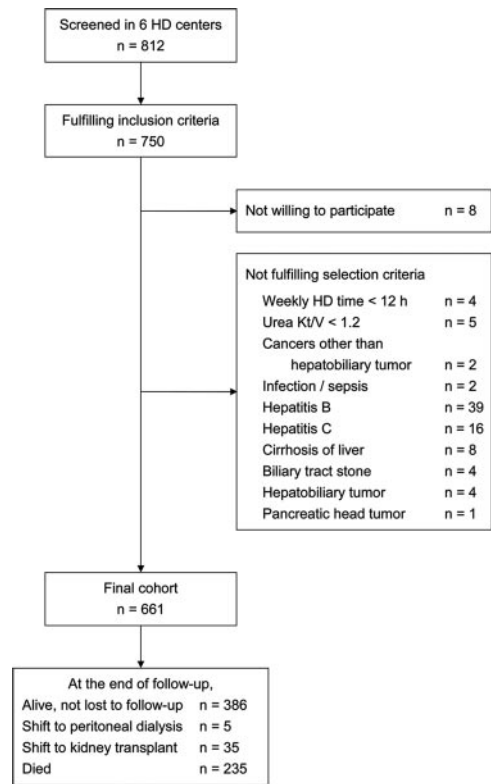 Screened in 6 HD centers
n = 812
Fulfilling inclusion criteria
n = 750
Not willing to participate n = 8
Not fulfilling selection criteria
Weekly HD time < 12 h n = 4
Urea Kt/V < 1.2 n = 5
Cancers other than
hepatobiliary tumor n = 2
Infection / sepsis n = 2
Hepatitis B n = 39
Hepatitis C n = 16
Cirrhosis of liver n = 8
Biliary tract stone n = 4
Hepatobiliary tumor n = 4
Pancreatic head tumor n = 1
Final cohort
n = 661
At the end of follow-up,
Alive, not lost to follow-up n = 386
Shift to peritoneal dialysis n = 5
Shift to kidney transplant n = 35
Died n = 235